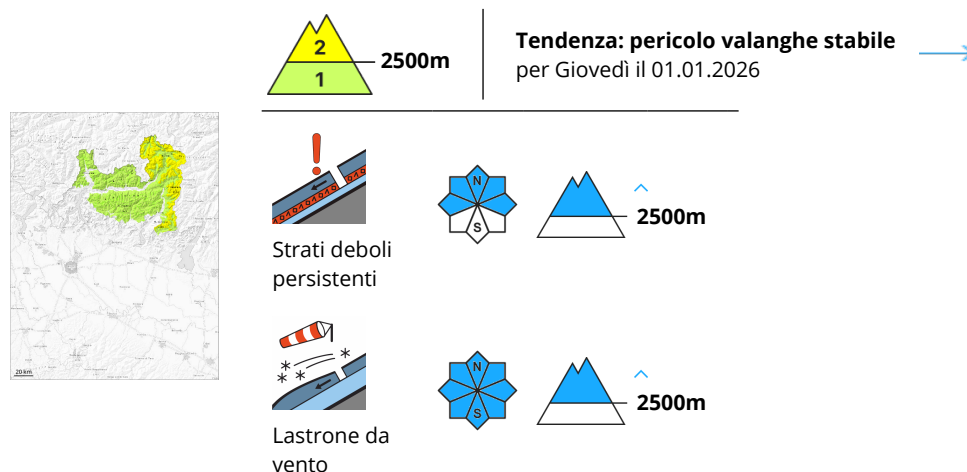 2
1
2500m
Tendenza: pericolo valanghe stabile
per Giovedì il 01.01.2026
20 km
N
S
2500m
Strati deboli
persistenti
N
S
2500m
Lastrone da
vento